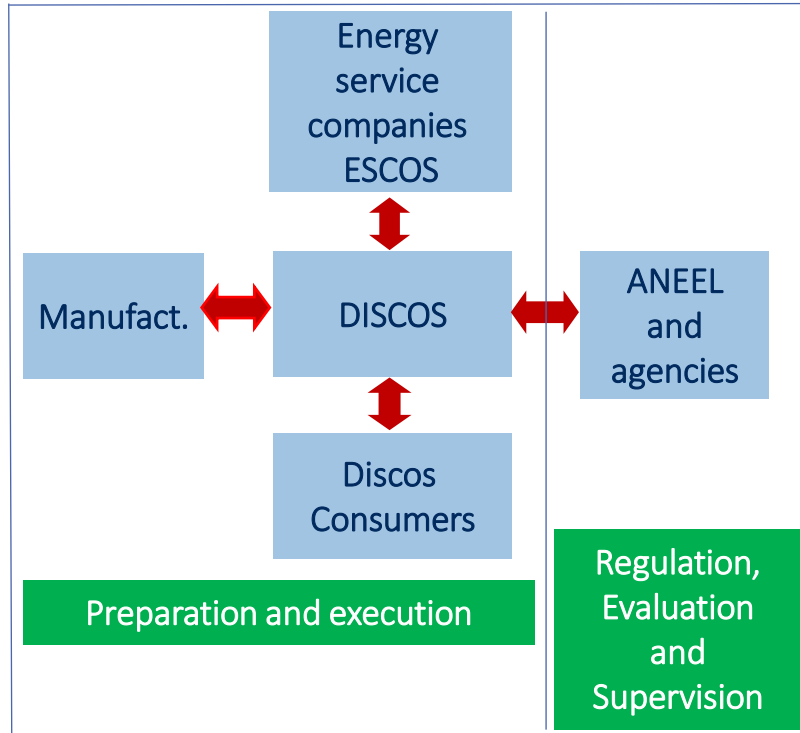 Energy
service
companies
ESCOS
Manufact.
DISCOS
ANEEL
and
agencies
Discos
Consumers
Preparation and execution
Regulation,
Evaluation
and
Supervision